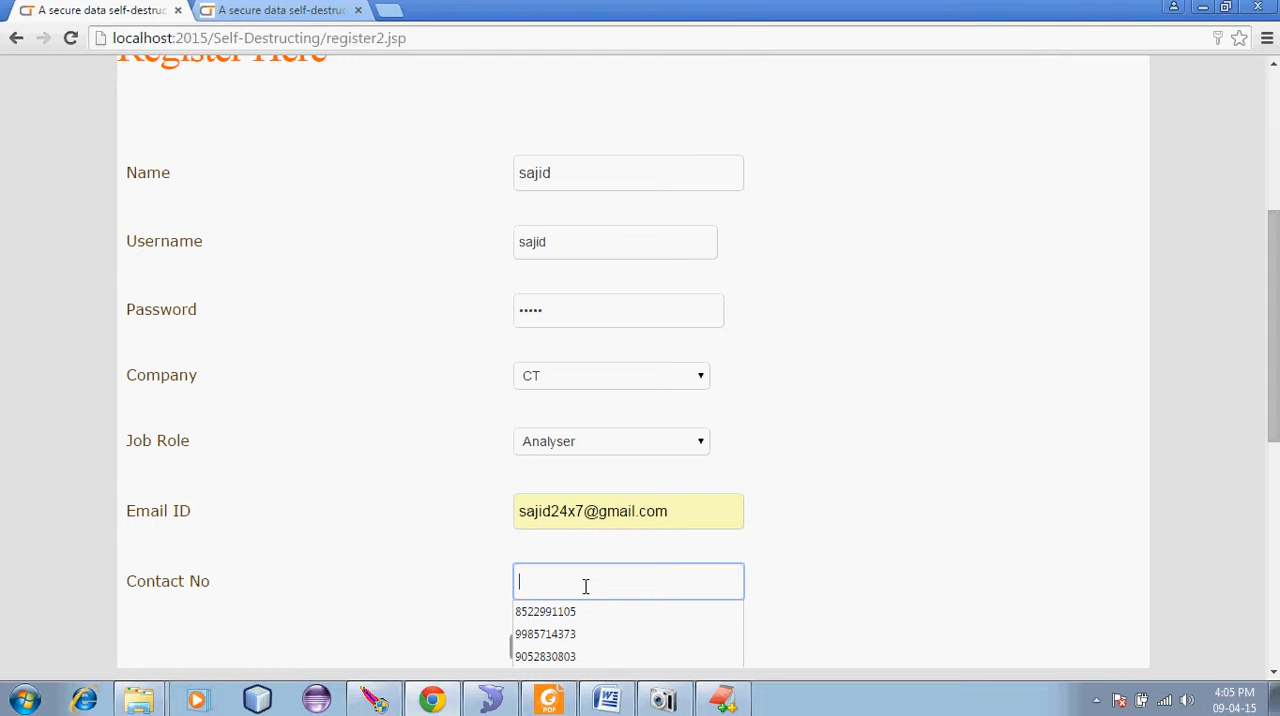 A secure data self-destruc
A secure data self-destruc
localhost:2015/Self-Destructing/register2.jsp
Register Here
Name
sajid
Username
sajid
Password
•••••
Company
CT
Job Role
Analyser
Email ID
sajid24x7@gmail.com
Contact No
8522991105
9985714373
9052830803
4:05 PM
09-04-15